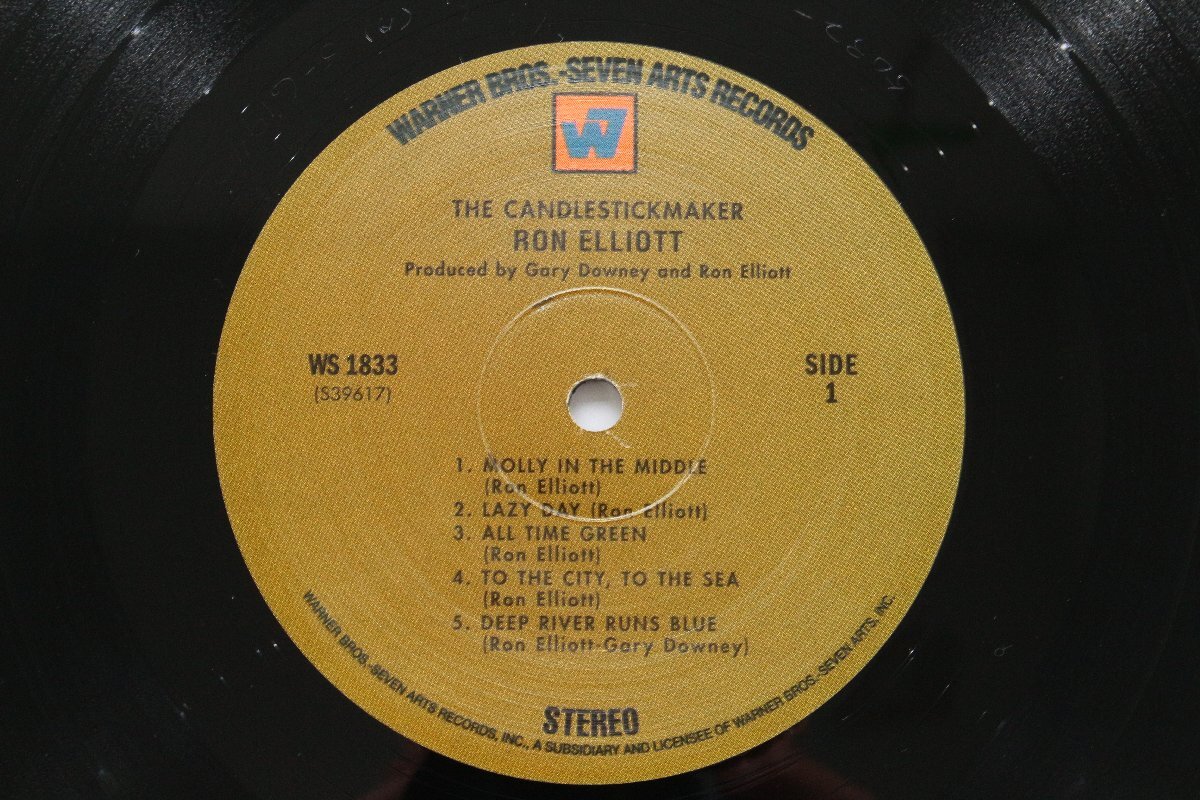 WARNER BROS.-SEVEN ARTS RECORDS
W7
THE CANDLESTICKMAKER
RON ELLIOTT
Produced by Gary Downey and Ron Elliott
WS 1833
(S39617)
SIDE
1
1. MOLLY IN THE MIDDLE
(Ron Elliott)
2. LAZY DAY (Ron Elliott)
3. ALL TIME GREEN
(Ron Elliott)
4. TO THE CITY, TO THE SEA
(Ron Elliott)
5. DEEP RIVER RUNS BLUE
(Ron Elliott-Gary Downey)
STEREO
WARNER BROS.-SEVEN ARTS RECORDS, INC., A SUBSIDIARY AND LICENSEE OF WARNER BROS.-SEVEN ARTS, INC.